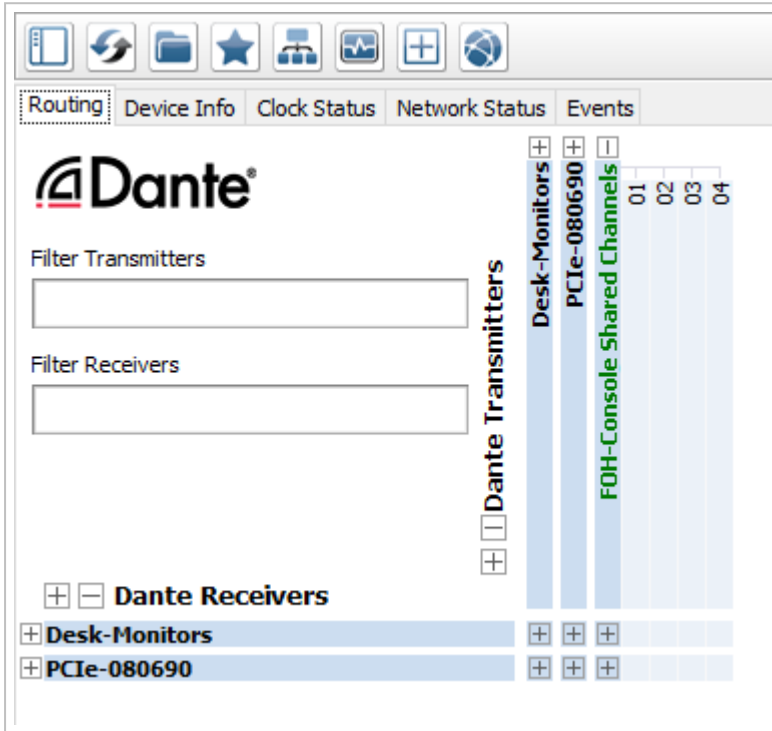 Routing Device Info Clock Status Network Status Events
Dante®
Filter Transmitters
Filter Receivers
Dante Transmitters
Desk-Monitors
PCIe-080690
FOH-Console Shared Channels
01
02
03
04
Dante Receivers
Desk-Monitors
PCIe-080690